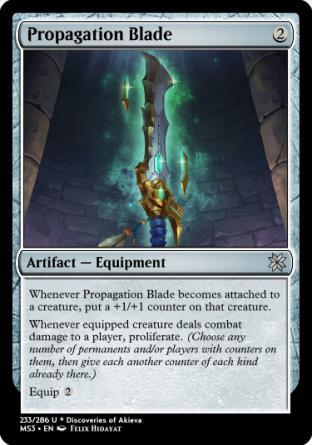 Propagation Blade 2
Artifact — Equipment
Whenever Propagation Blade becomes attached
to a creature, put a +1/+1 counter on that creature.
Whenever equipped creature deals combat
damage to a player, proliferate. (Choose any
number of permanents and/or players with counters
on them, then give each another counter of each kind
already there.)
Equip 2
233/286 U * Discoveries of Akieva
MS3 • EN Felix Hidayat